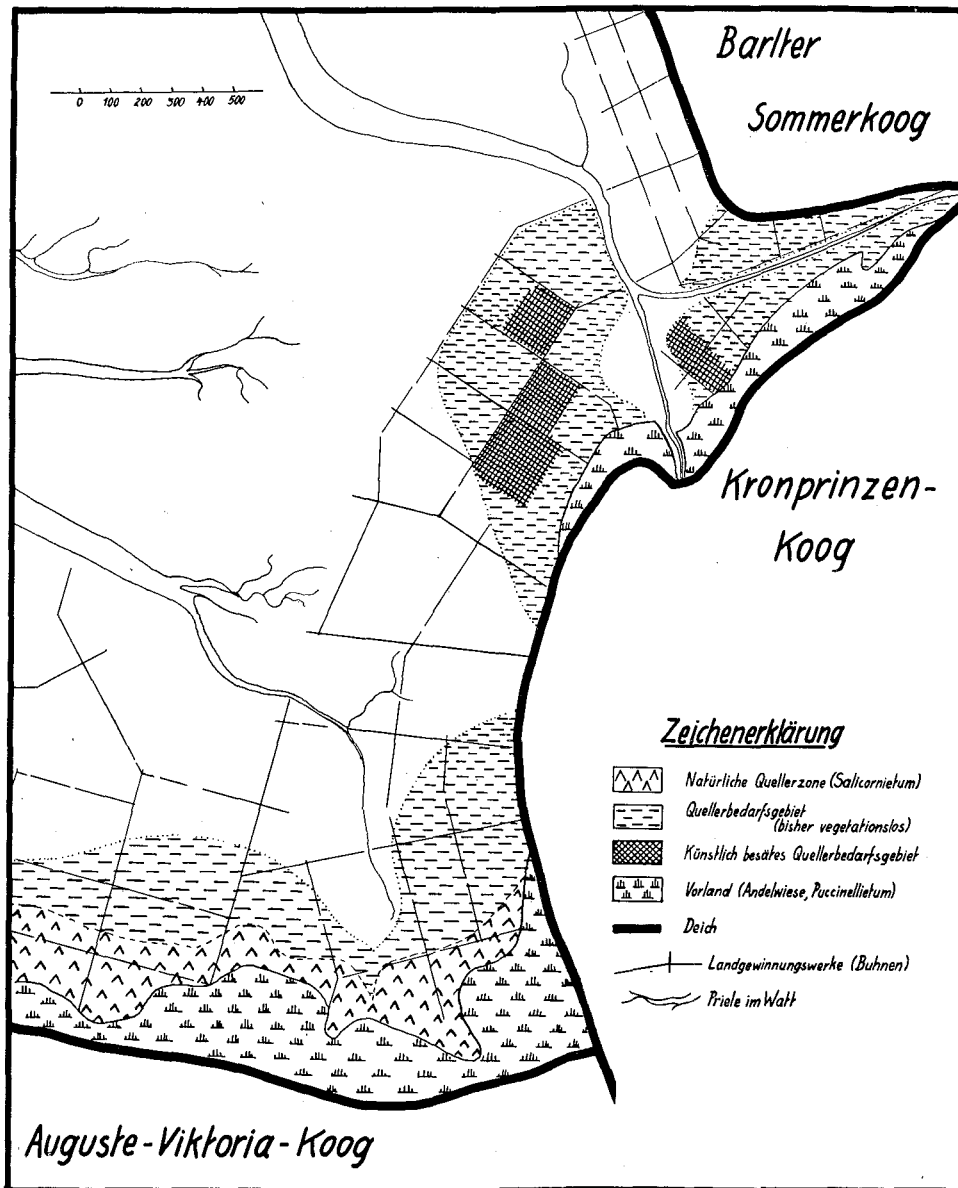 Barlter
Sommerkoog
0 100 200 300 400 500
Kronprinzen-
Koog
Zeichenerklärung
Natürliche Quellerzone (Salicornietum)
Quellerbedarfsgebiet
(bisher vegetationslos)
Künstlich besätes Quellerbedarfsgebiet
Vorland (Andelwiese, Puccinellietum)
Deich
Landgewinnungswerke (Buhnen)
Priele im Watt
Auguste-Viktoria-Koog